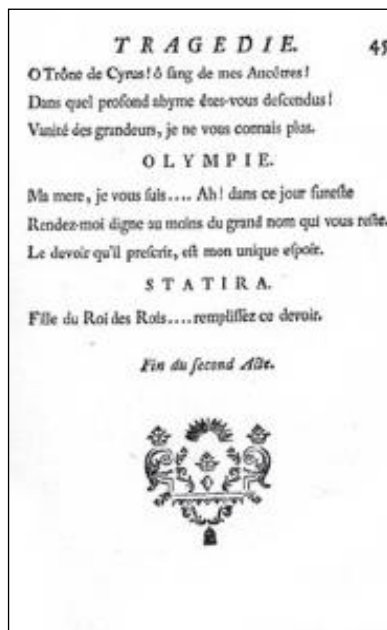 TRAGEDIE. 45
O Trône de Cyrus! ô sang de mes Ancêtres!
Dans quel profond abyme êtes-vous descendus!
Vanité des grandeurs, je ne vous connais plus.
OLYMPIE.
Ma mere, je vous suis.... Ah! dans ce jour funeste
Rendez-moi digne au moins du grand nom qui vous reste.
Le devoir qu'il prescrit, est mon unique espoir.
STATIRA.
Fille du Roi des Rois.... remplissez ce devoir.
Fin du second Acte.